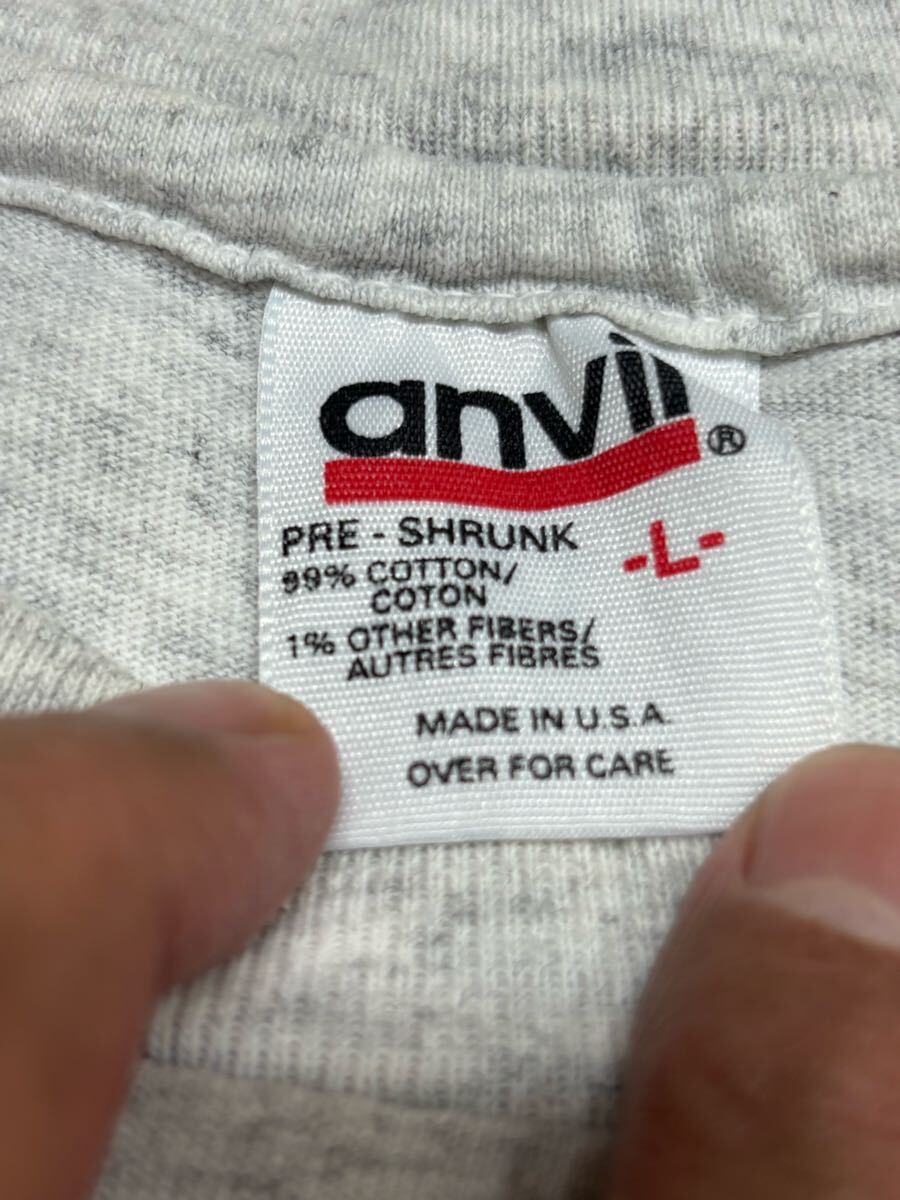 anvil®
PRE - SHRUNK
-L-
99% COTTON/
COTON
1% OTHER FIBERS/
AUTRES FIBRES
MADE IN U.S.A.
OVER FOR CARE